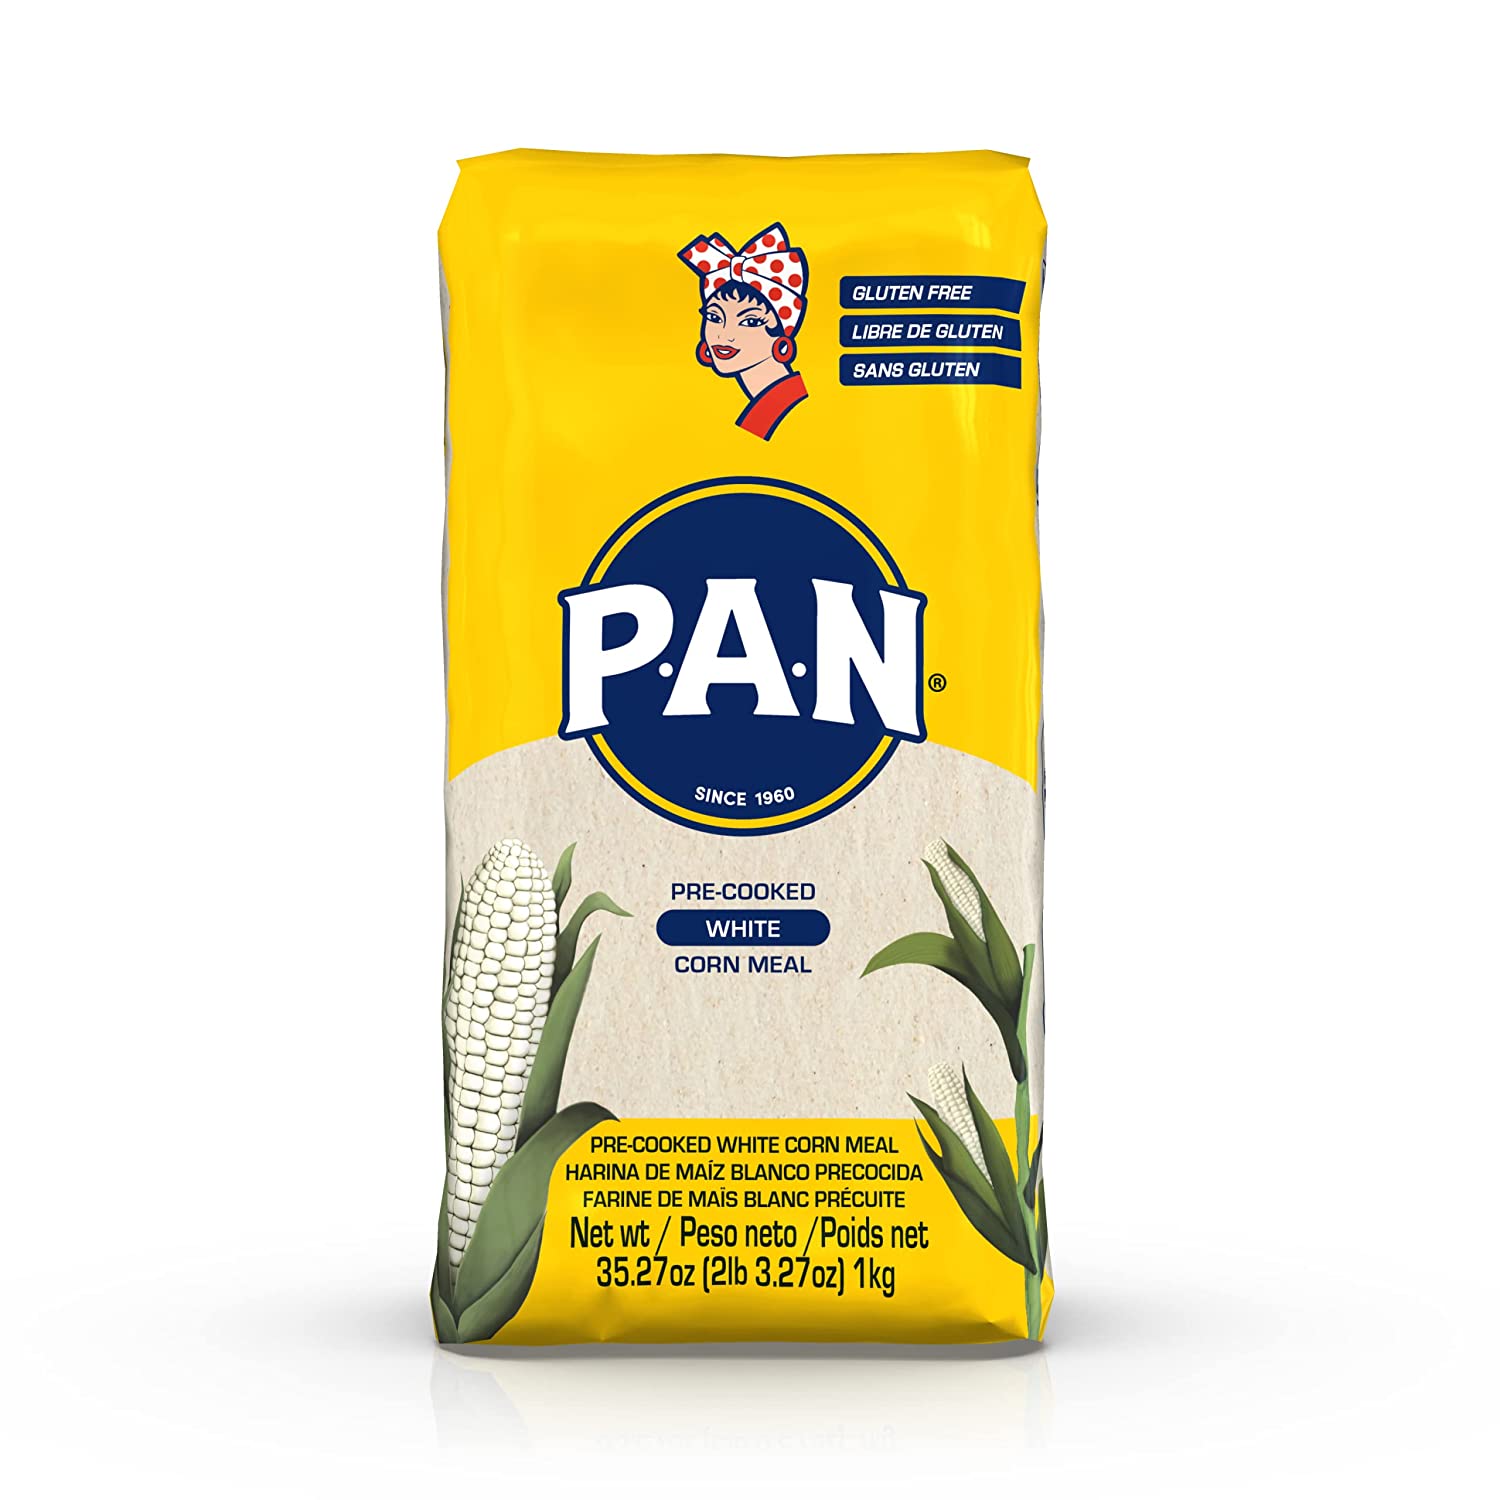 GLUTEN FREE
LIBRE DE GLUTEN
SANS GLUTEN
P.A.N®
SINCE 1960
PRE-COOKED
WHITE
CORN MEAL
PRE-COOKED WHITE CORN MEAL
HARINA DE MAÍZ BLANCO PRECOCIDA
FARINE DE MAÏS BLANC PRÉCUITE
Net wt / Peso neto /Poids net
35.27oz (2lb 3.27oz) 1kg